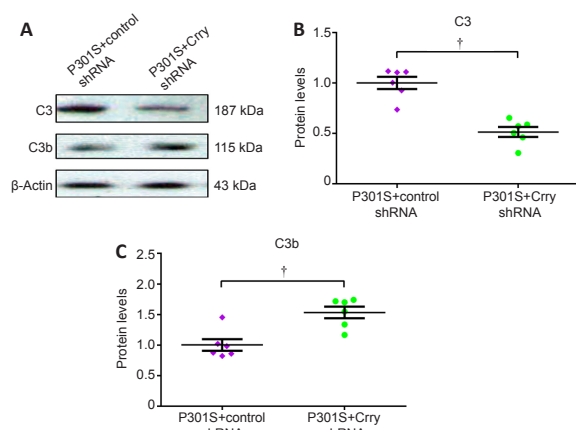 A
P301S+control
shRNA
P301S+Crry
shRNA
C3
187 kDa
C3b
115 kDa
β-Actin
43 kDa
B
C3
†
Protein levels
1.5
1.0
0.5
0
P301S+control
shRNA
P301S+Crry
shRNA
C
C3b
†
Protein levels
2.5
2.0
1.5
1.0
0.5
0
P301S+control
P301S+Crry